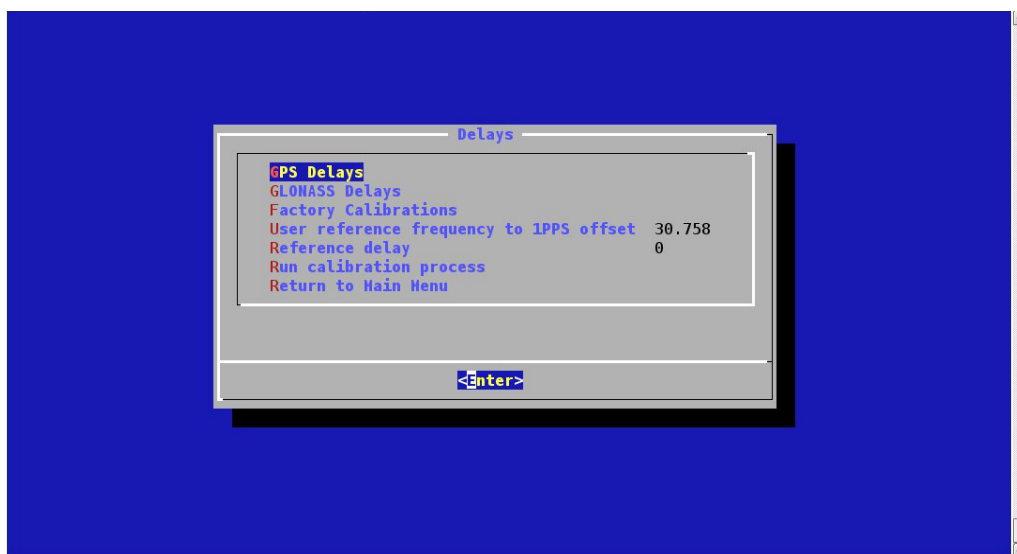 Delays
GPS Delays
GLONASS Delays
Factory Calibrations
User reference frequency to 1PPS offset 30.758
Reference delay 0
Run calibration process
Return to Main Menu
<Enter>